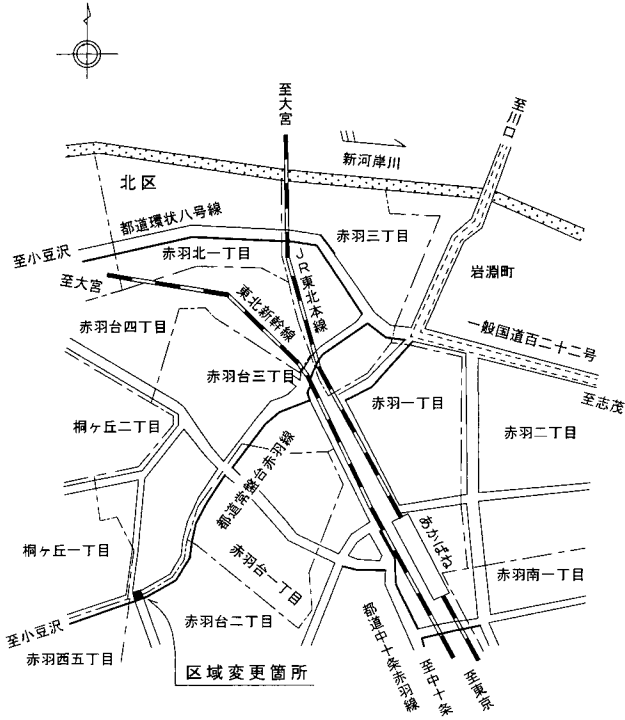 至大宮
至川口
新河岸川
北区
都道環状八号線
赤羽三丁目
至小豆沢
赤羽北一丁目
JR東北本線
岩淵町
至大宮
東北新幹線
赤羽台四丁目
一般国道百二十二号
赤羽台三丁目
赤羽一丁目
至志茂
桐ヶ丘二丁目
赤羽二丁目
都道常盤台赤羽線
あかばね
桐ヶ丘一丁目
赤羽台一丁目
赤羽南一丁目
赤羽台二丁目
至小豆沢
赤羽西五丁目
区域変更箇所
都道中十条赤羽線
至中十条
至東京